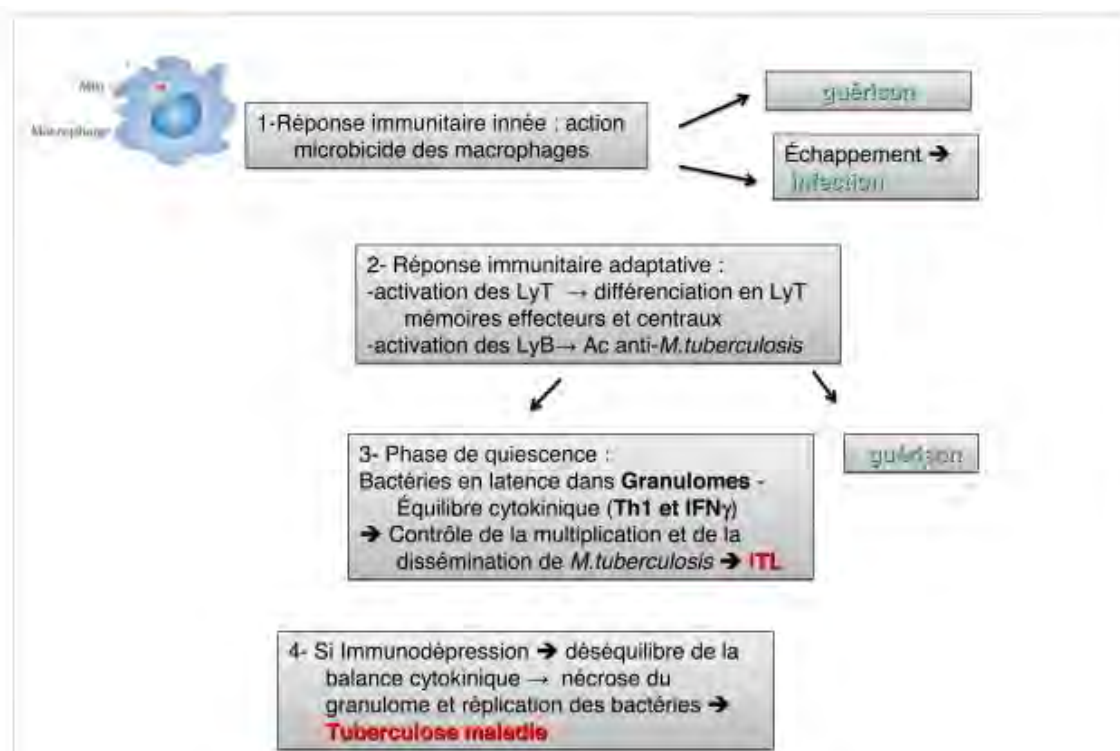 Mtb
Macrophage
1-Réponse immunitaire innée : action
microbicide des macrophages
guérison
Échappement ➔
infection
2- Réponse immunitaire adaptative :
-activation des LyT → différenciation en LyT
mémoires effecteurs et centraux
-activation des LyB→ Ac anti-M.tuberculosis
3- Phase de quiescence :
Bactéries en latence dans Granulomes -
Équilibre cytokinique (Th1 et IFNγ)
➔ Contrôle de la multiplication et de la
dissémination de M.tuberculosis ➔ ITL
guérison
4- Si Immunodépression ➔ déséquilibre de la
balance cytokinique → nécrose du
granulome et réplication des bactéries ➔
Tuberculose maladie